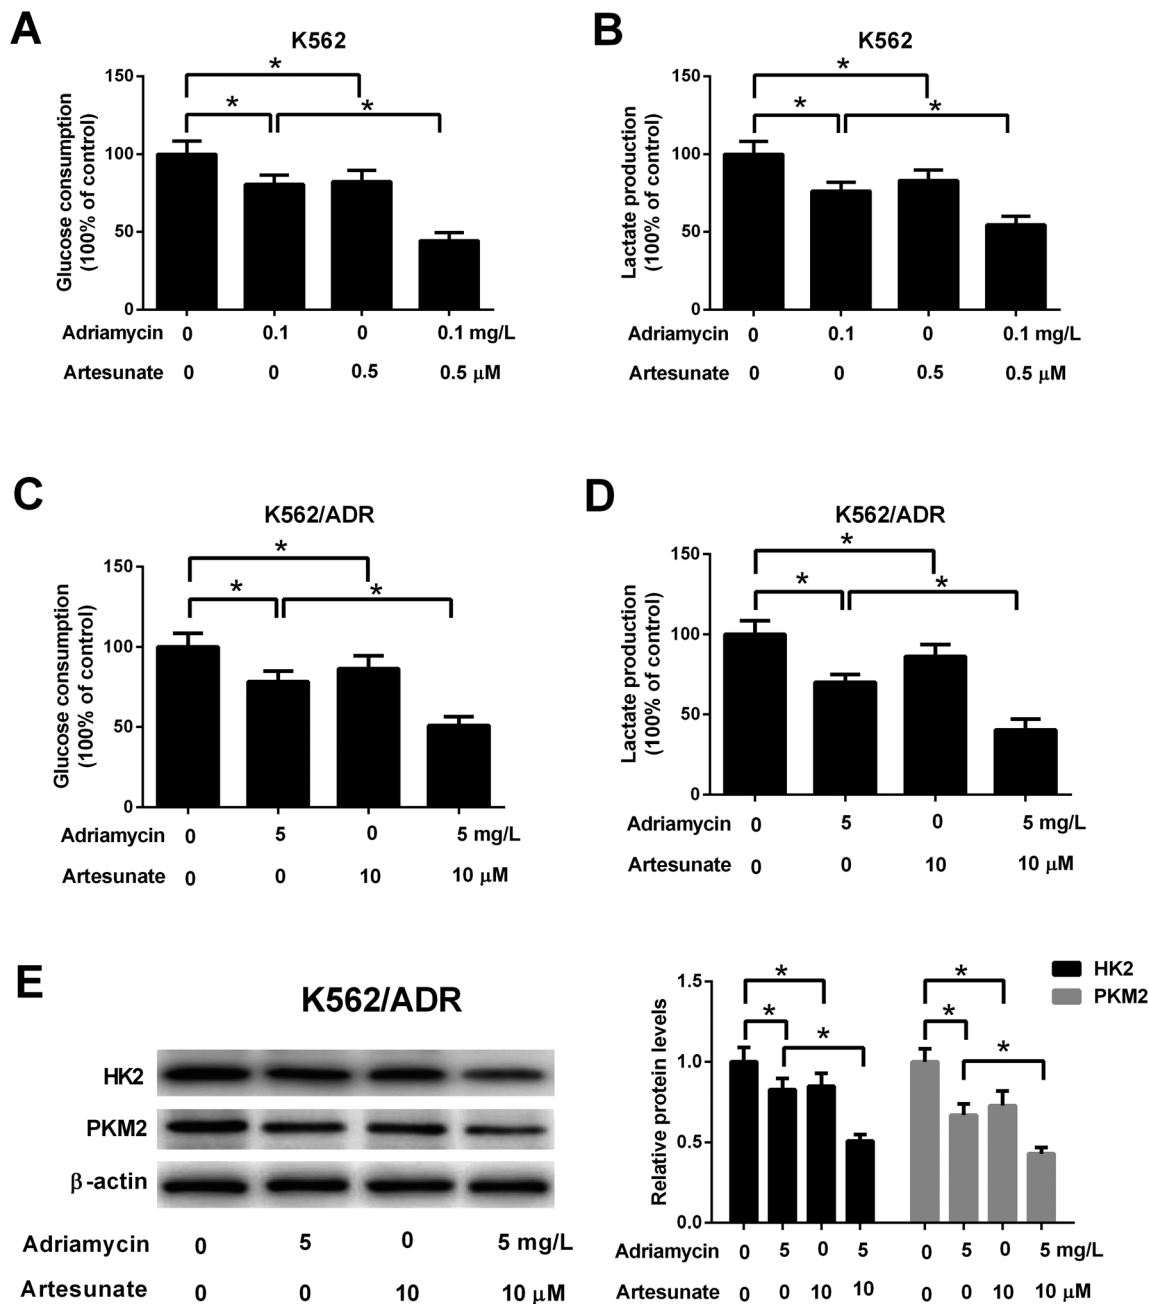 A
K562
*
*
*
150
100
50
0
Glucose consumption
(100% of control)
Adriamycin 0 0.1 0 0.1 mg/L
Artesunate 0 0 0.5 0.5 μM
B
K562
*
*
*
150
100
50
0
Lactate production
(100% of control)
Adriamycin 0 0.1 0 0.1 mg/L
Artesunate 0 0 0.5 0.5 μM
C
K562/ADR
*
*
*
150
100
50
0
Glucose consumption
(100% of control)
Adriamycin 0 5 0 5 mg/L
Artesunate 0 0 10 10 μM
D
K562/ADR
*
*
*
150
100
50
0
Lactate production
(100% of control)
Adriamycin 0 5 0 5 mg/L
Artesunate 0 0 10 10 μM
E
K562/ADR
HK2
PKM2
β-actin
Adriamycin 0 5 0 5 mg/L
Artesunate 0 0 10 10 μM
HK2
PKM2
*
*
*
*
*
*
1.5
1.0
0.5
0.0
Relative protein levels
Adriamycin 0 5 0 5 0 5 0 5 mg/L
Artesunate 0 0 10 10 0 0 10 10 μM